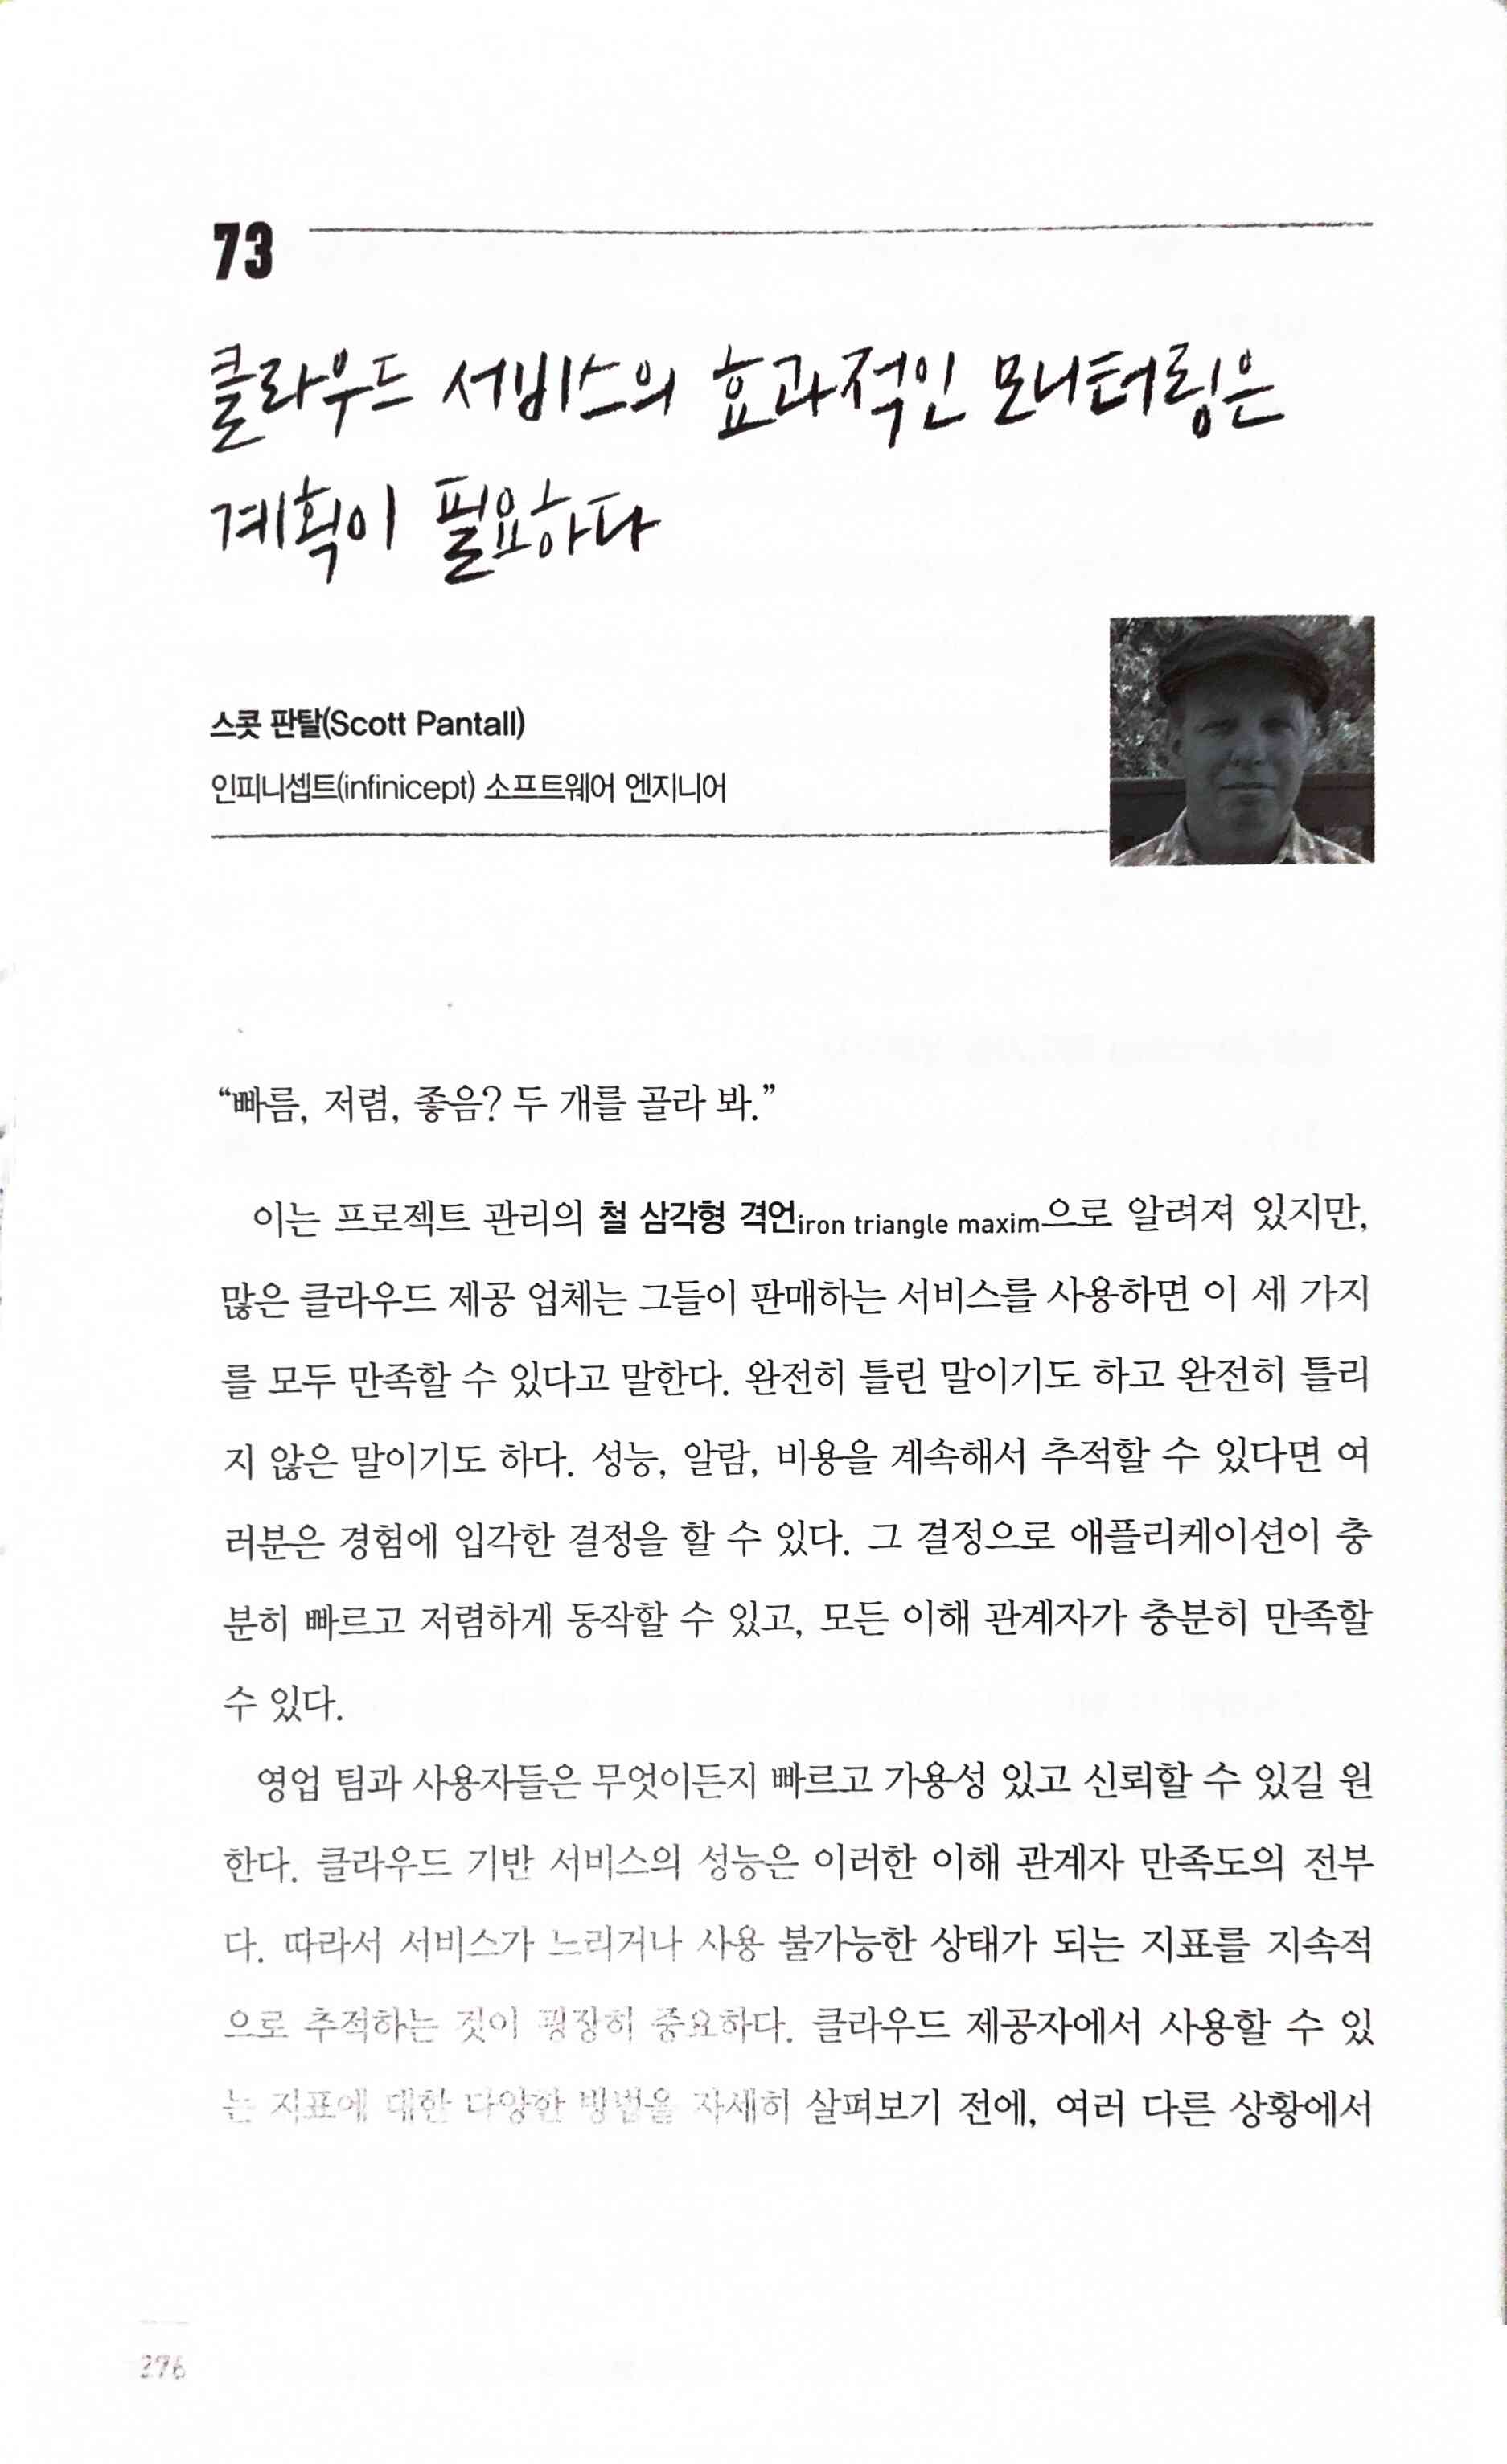 73
클라우드 서비스의 효과적인 모니터링은
계획이 필요하다
스콧 판탈(Scott Pantall)
인피니셉트(infinicept) 소프트웨어 엔지니어
“빠름, 저렴, 좋음? 두 개를 골라 봐.”
이는 프로젝트 관리의 철 삼각형 격언iron triangle maxim으로 알려져 있지만,
많은 클라우드 제공 업체는 그들이 판매하는 서비스를 사용하면 이 세 가지
를 모두 만족할 수 있다고 말한다. 완전히 틀린 말이기도 하고 완전히 틀리
지 않은 말이기도 하다. 성능, 알람, 비용을 계속해서 추적할 수 있다면 여
러분은 경험에 입각한 결정을 할 수 있다. 그 결정으로 애플리케이션이 충
분히 빠르고 저렴하게 동작할 수 있고, 모든 이해 관계자가 충분히 만족할
수 있다.
영업 팀과 사용자들은 무엇이든지 빠르고 가용성 있고 신뢰할 수 있길 원
한다. 클라우드 기반 서비스의 성능은 이러한 이해 관계자 만족도의 전부
다. 따라서 서비스가 느리거나 사용 불가능한 상태가 되는 지표를 지속적
으로 추적하는 것이 굉장히 중요하다. 클라우드 제공자에서 사용할 수 있
는 지표에 대한 다양한 방법을 자세히 살펴보기 전에, 여러 다른 상황에서
276